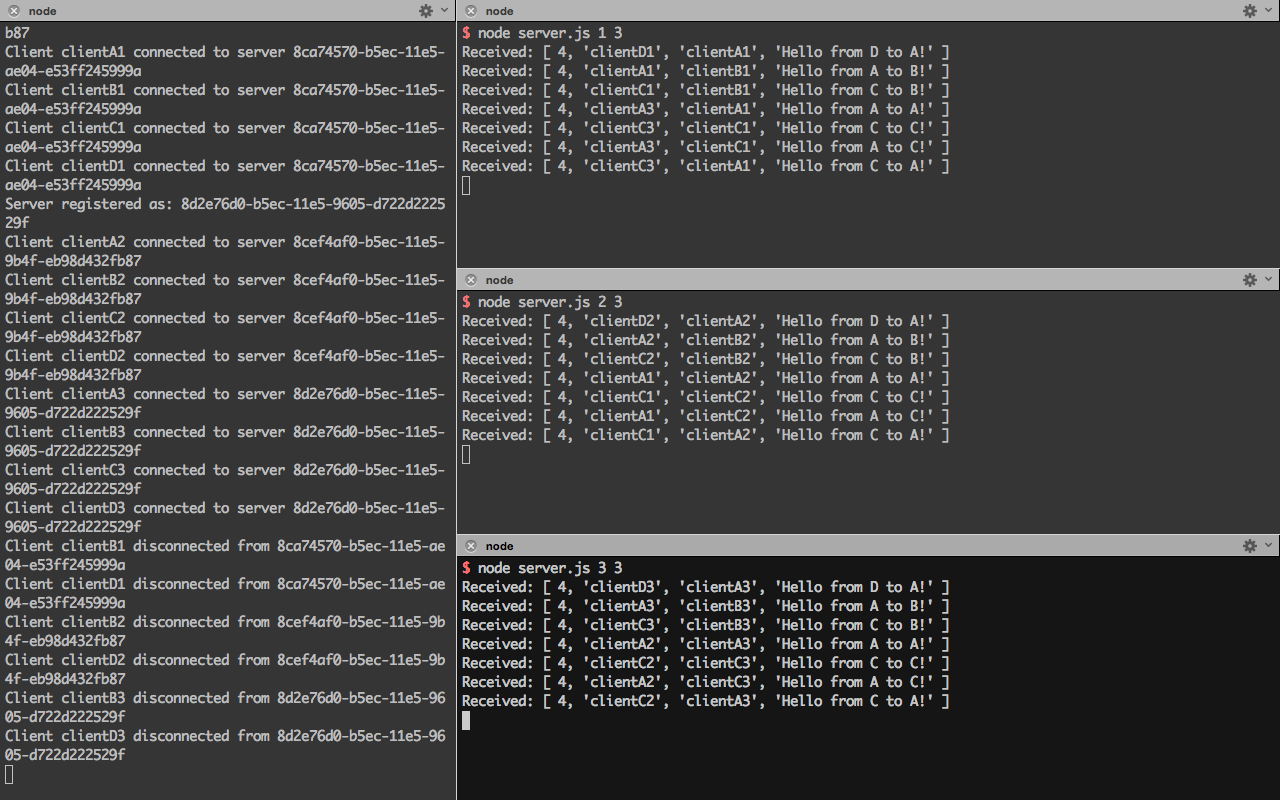 node
b87
Client clientA1 connected to server 8ca74570-b5ec-11e5-
ae04-e53ff245999a
Client clientB1 connected to server 8ca74570-b5ec-11e5-
ae04-e53ff245999a
Client clientC1 connected to server 8ca74570-b5ec-11e5-
ae04-e53ff245999a
Client clientD1 connected to server 8ca74570-b5ec-11e5-
ae04-e53ff245999a
Server registered as: 8d2e76d0-b5ec-11e5-9605-d722d2225
29f
Client clientA2 connected to server 8cef4af0-b5ec-11e5-
9b4f-eb98d432fb87
Client clientB2 connected to server 8cef4af0-b5ec-11e5-
9b4f-eb98d432fb87
Client clientC2 connected to server 8cef4af0-b5ec-11e5-
9b4f-eb98d432fb87
Client clientD2 connected to server 8cef4af0-b5ec-11e5-
9b4f-eb98d432fb87
Client clientA3 connected to server 8d2e76d0-b5ec-11e5-
9605-d722d222529f
Client clientB3 connected to server 8d2e76d0-b5ec-11e5-
9605-d722d222529f
Client clientC3 connected to server 8d2e76d0-b5ec-11e5-
9605-d722d222529f
Client clientD3 connected to server 8d2e76d0-b5ec-11e5-
9605-d722d222529f
Client clientB1 disconnected from 8ca74570-b5ec-11e5-ae
04-e53ff245999a
Client clientD1 disconnected from 8ca74570-b5ec-11e5-ae
04-e53ff245999a
Client clientB2 disconnected from 8cef4af0-b5ec-11e5-9b
4f-eb98d432fb87
Client clientD2 disconnected from 8cef4af0-b5ec-11e5-9b
4f-eb98d432fb87
Client clientB3 disconnected from 8d2e76d0-b5ec-11e5-96
05-d722d222529f
Client clientD3 disconnected from 8d2e76d0-b5ec-11e5-96
05-d722d222529f
node
$ node server.js 1 3
Received: [ 4, 'clientD1', 'clientA1', 'Hello from D to A!' ]
Received: [ 4, 'clientA1', 'clientB1', 'Hello from A to B!' ]
Received: [ 4, 'clientC1', 'clientB1', 'Hello from C to B!' ]
Received: [ 4, 'clientA3', 'clientA1', 'Hello from A to A!' ]
Received: [ 4, 'clientC3', 'clientC1', 'Hello from C to C!' ]
Received: [ 4, 'clientA3', 'clientC1', 'Hello from A to C!' ]
Received: [ 4, 'clientC3', 'clientA1', 'Hello from C to A!' ]
node
$ node server.js 2 3
Received: [ 4, 'clientD2', 'clientA2', 'Hello from D to A!' ]
Received: [ 4, 'clientA2', 'clientB2', 'Hello from A to B!' ]
Received: [ 4, 'clientC2', 'clientB2', 'Hello from C to B!' ]
Received: [ 4, 'clientA1', 'clientA2', 'Hello from A to A!' ]
Received: [ 4, 'clientC1', 'clientC2', 'Hello from C to C!' ]
Received: [ 4, 'clientA1', 'clientC2', 'Hello from A to C!' ]
Received: [ 4, 'clientC1', 'clientA2', 'Hello from C to A!' ]
node
$ node server.js 3 3
Received: [ 4, 'clientD3', 'clientA3', 'Hello from D to A!' ]
Received: [ 4, 'clientA3', 'clientB3', 'Hello from A to B!' ]
Received: [ 4, 'clientC3', 'clientB3', 'Hello from C to B!' ]
Received: [ 4, 'clientA2', 'clientA3', 'Hello from A to A!' ]
Received: [ 4, 'clientC2', 'clientC3', 'Hello from C to C!' ]
Received: [ 4, 'clientA2', 'clientC3', 'Hello from A to C!' ]
Received: [ 4, 'clientC2', 'clientA3', 'Hello from C to A!' ]